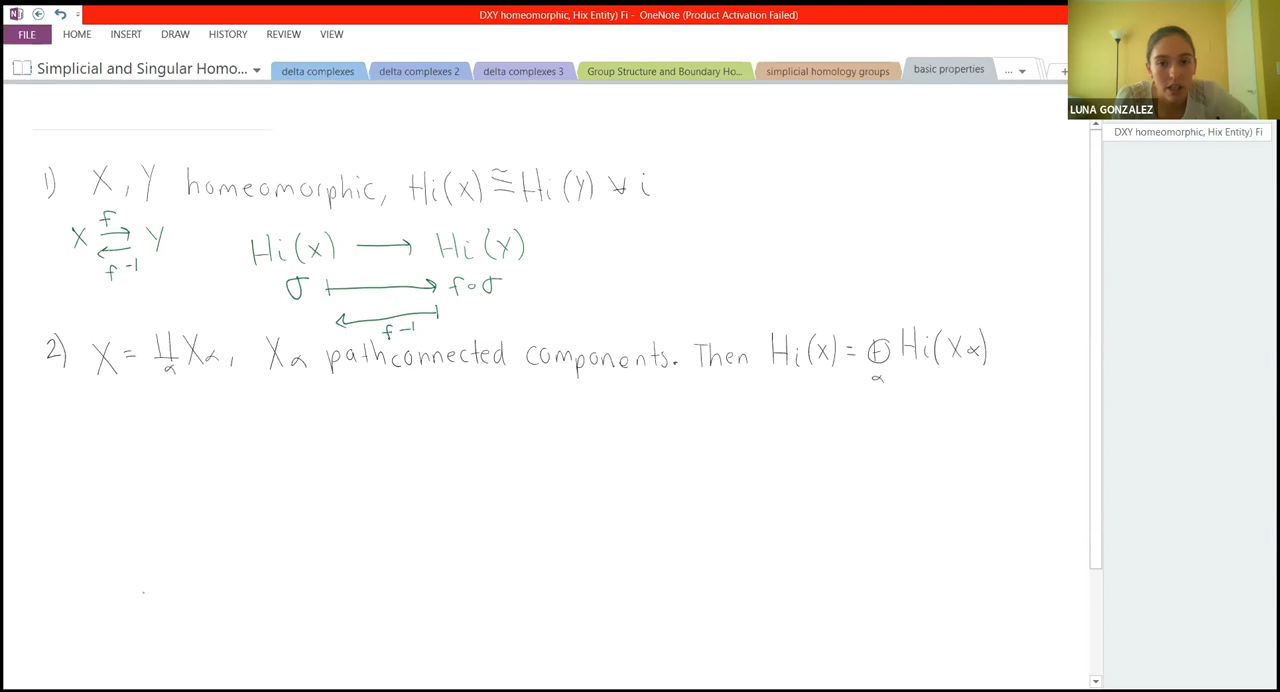 DXY homeomorphic, Hix Entity) Fi - OneNote (Product Activation Failed)
FILE HOME INSERT DRAW HISTORY REVIEW VIEW
Simplicial and Singular Homo... delta complexes delta complexes 2 delta complexes 3 Group Structure and Boundary Ho... simplicial homology groups basic properties ... +
LUNA GONZALEZ
DXY homeomorphic, Hix Entity) Fi
1) X, Y homeomorphic, Hi(x) ≅ Hi(Y) ∀ i
X ⇄ Y
f
f⁻¹
Hi(x) → Hi(Y)
σ ↦ f∘σ
f⁻¹
2) X = ∐ Xα, Xα pathconnected components. Then Hi(x) = ⊕ Hi(Xα)
α α